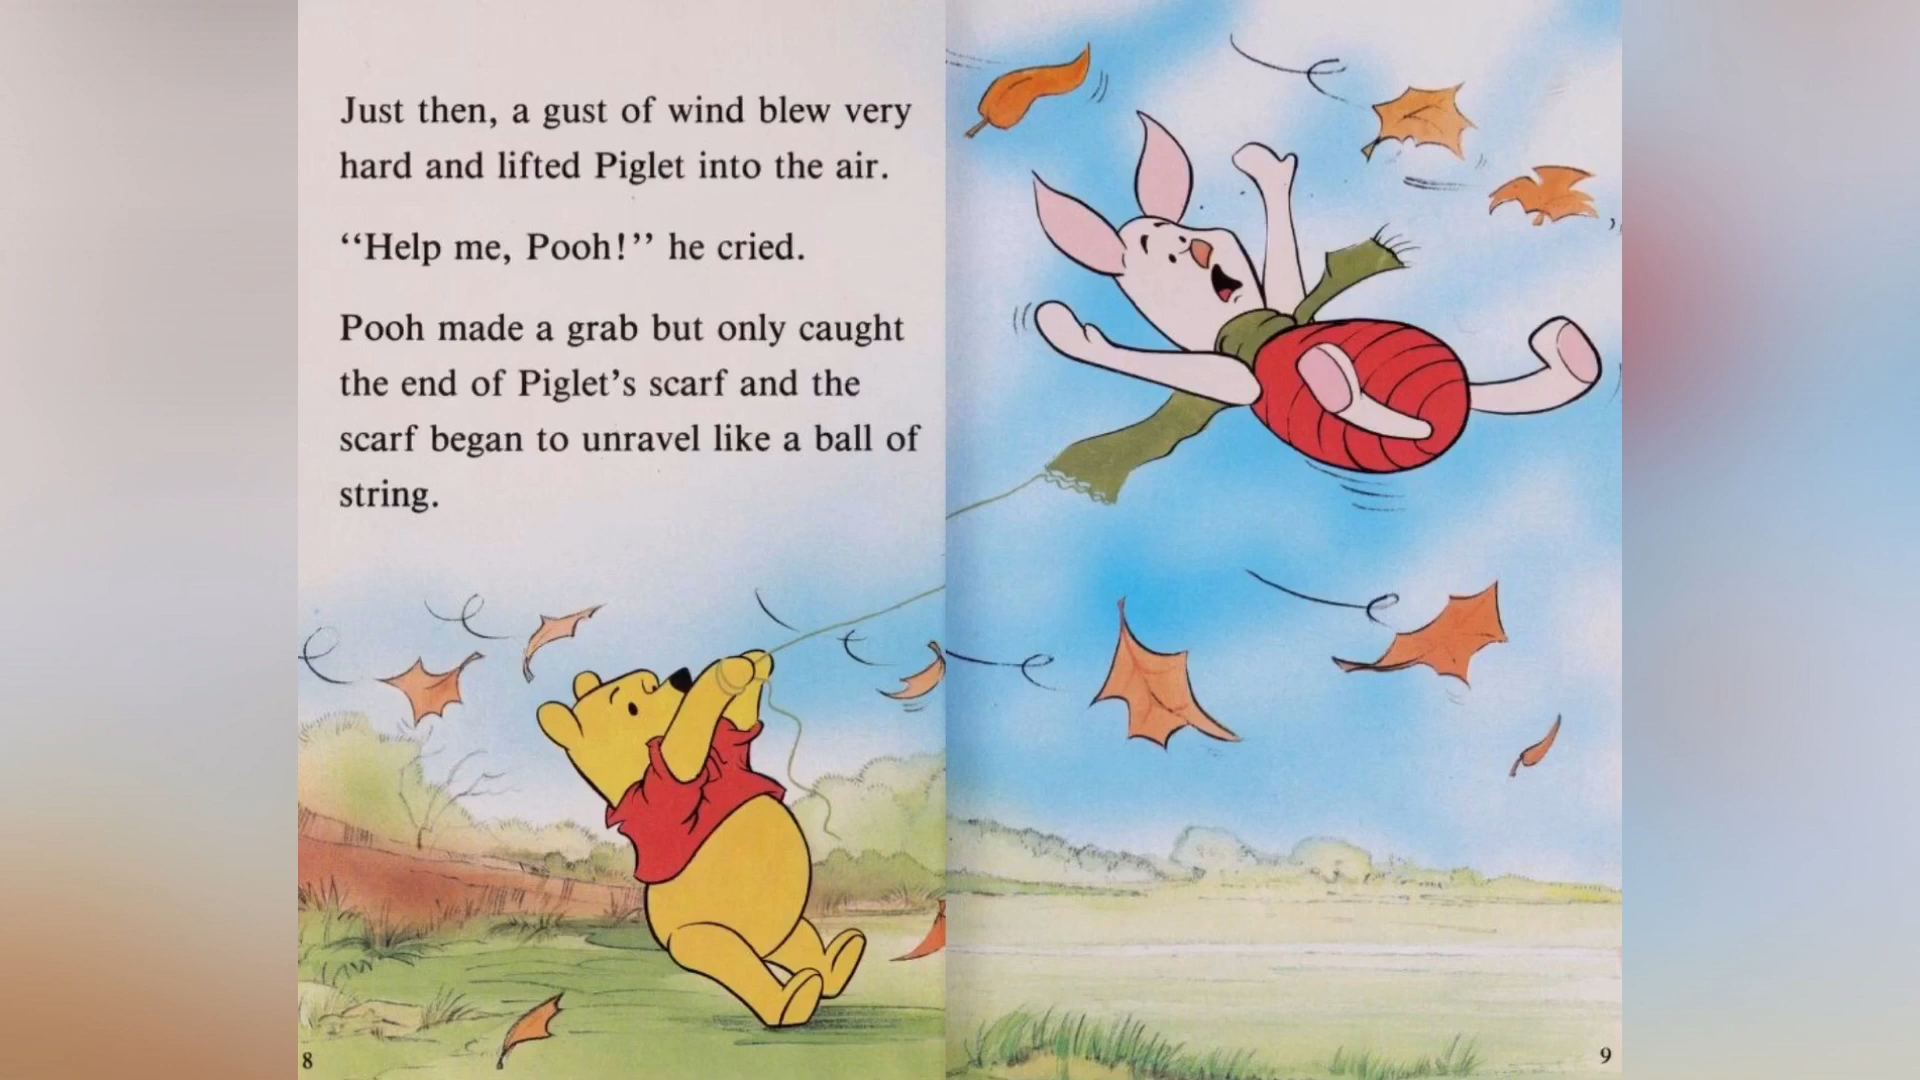 Just then, a gust of wind blew very
hard and lifted Piglet into the air.
“Help me, Pooh!” he cried.
Pooh made a grab but only caught
the end of Piglet’s scarf and the
scarf began to unravel like a ball of
string.
8
9